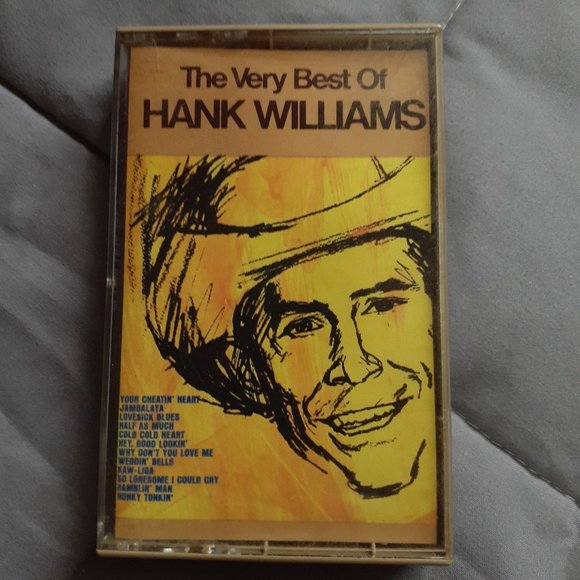 The Very Best Of
HANK WILLIAMS
YOUR CHEATIN' HEART
JAMBALAYA
LOVESICK BLUES
HALF AS MUCH
COLD COLD HEART
HEY, GOOD LOOKIN'
WHY DON'T YOU LOVE ME
WEDDIN' BELLS
KAW-LIGA
SO LONESOME I COULD CRY
RAMBLIN' MAN
HONKY TONKIN'